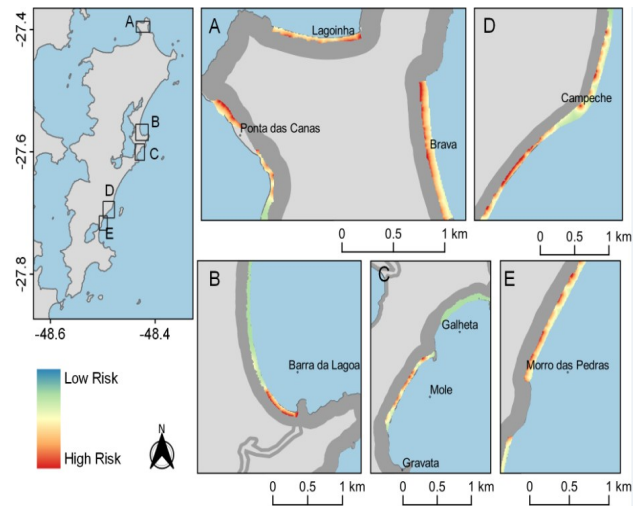 -27.4
-27.6
-27.8
-48.6
-48.4
A
B
C
D
E
Low Risk
High Risk
N
A
Lagoinha
Ponta das Canas
Brava
0 0.5 1 km
D
Campeche
0 0.5 1 km
B
Barra da Lagoa
0 0.5 1 km
C
Galheta
Mole
Gravata
0 0.5 1 km
E
Morro das Pedras
0 0.5 1 km